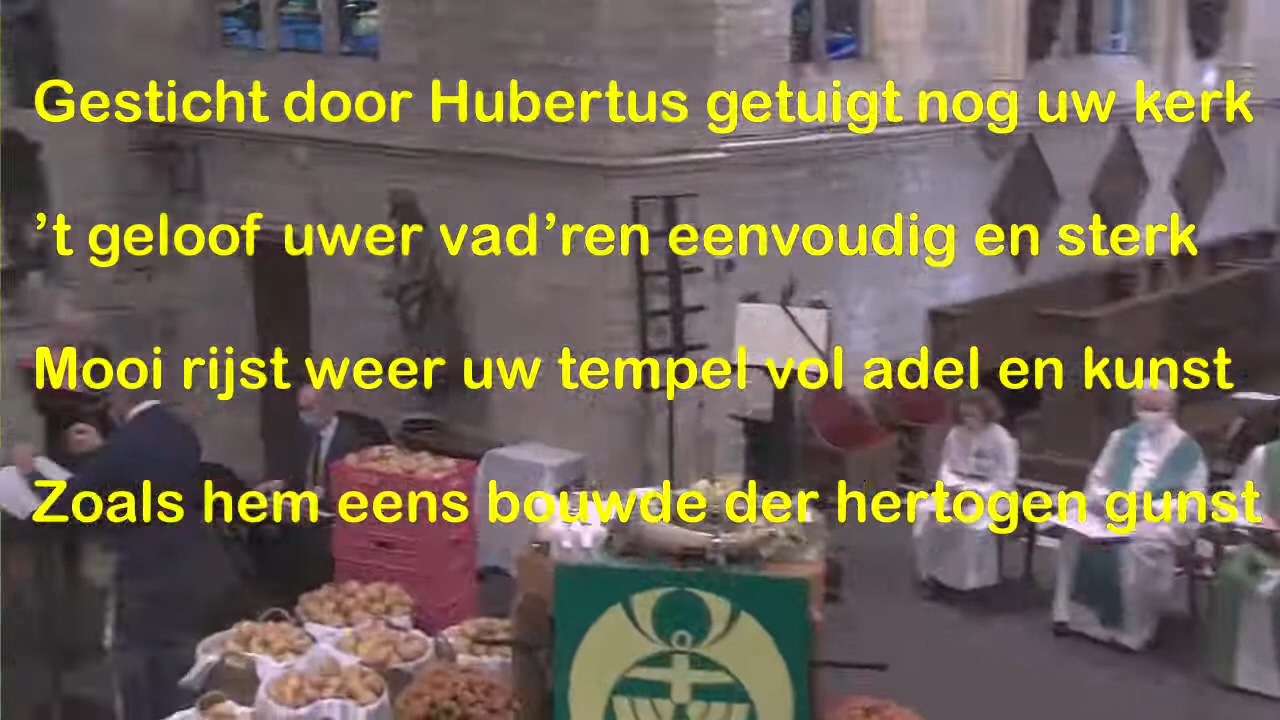 Gesticht door Hubertus getuigt nog uw kerk
’t geloof uwer vad’ren eenvoudig en sterk
Mooi rijst weer uw tempel vol adel en kunst
Zoals hem eens bouwde der hertogen gunst